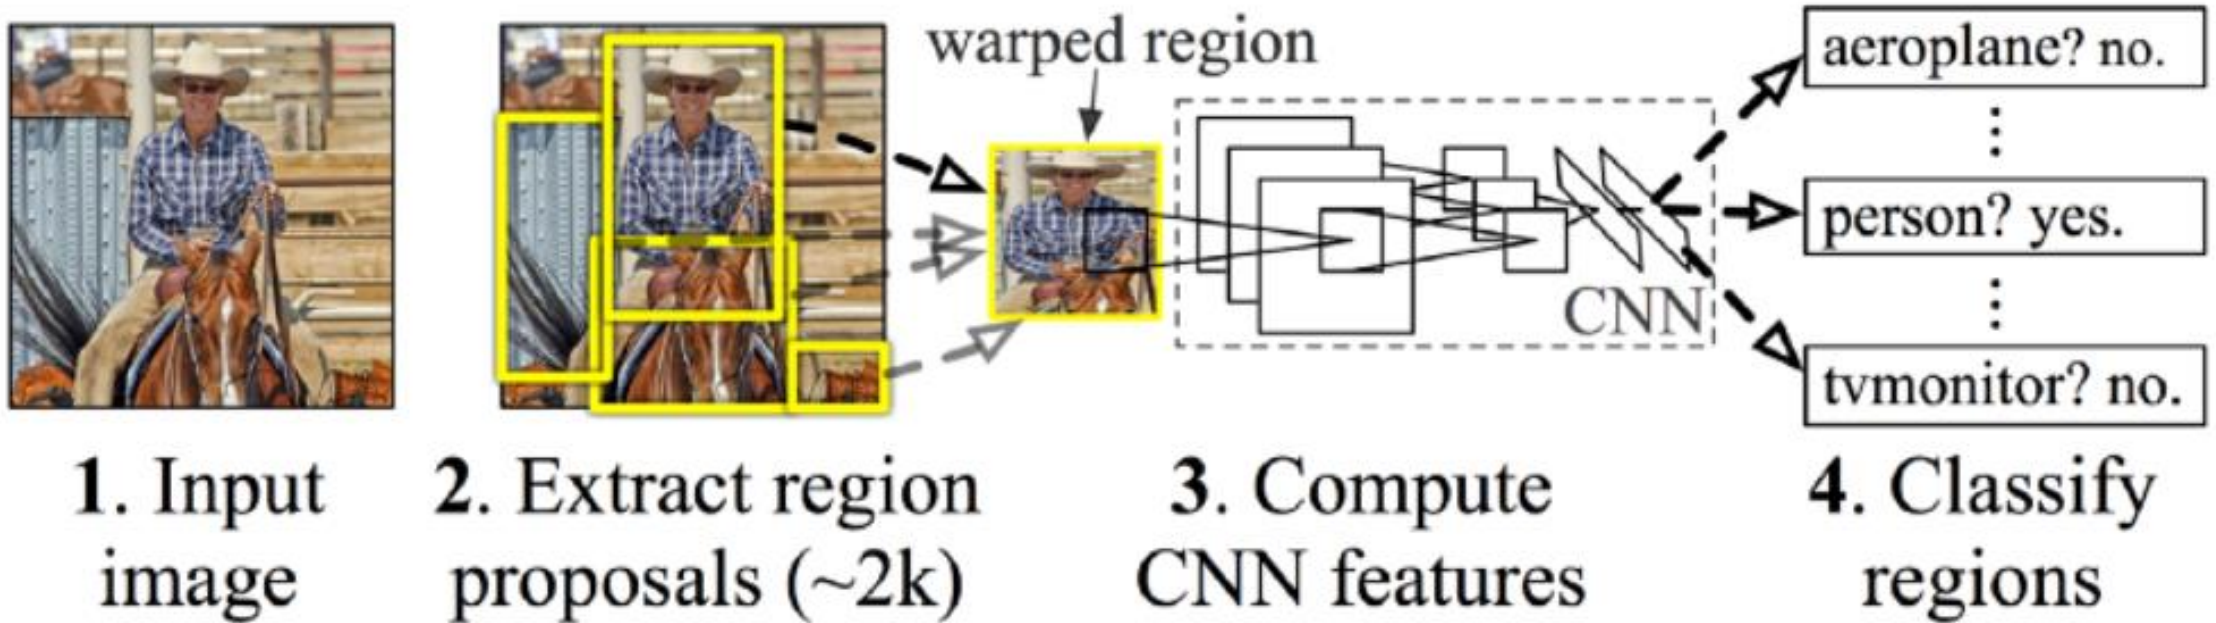 warped region
aeroplane? no.
person? yes.
tvmonitor? no.
CNN
1. Input
image
2. Extract region
proposals (~2k)
3. Compute
CNN features
4. Classify
regions